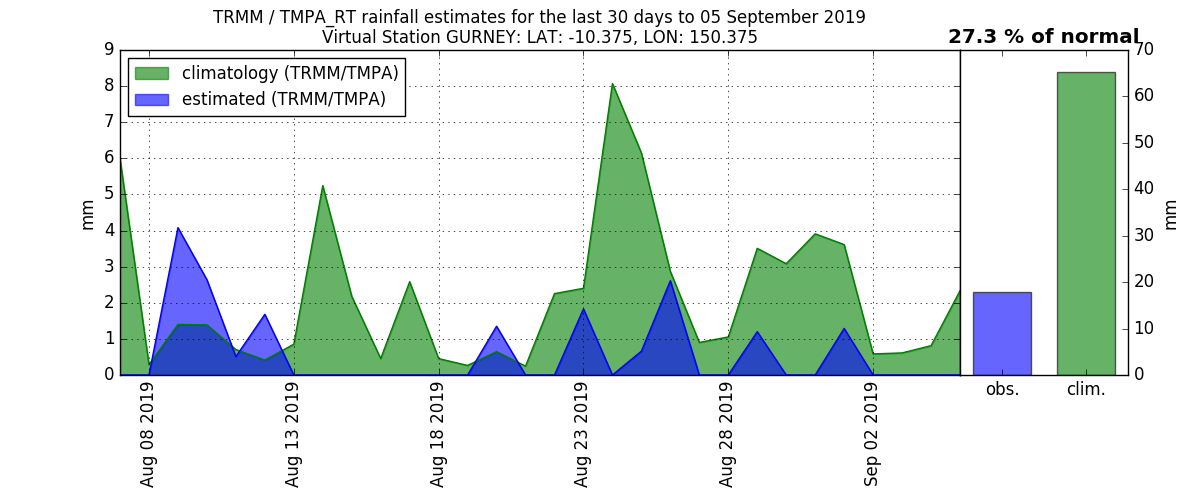 TRMM / TMPA_RT rainfall estimates for the last 30 days to 05 September 2019
Virtual Station GURNEY: LAT: -10.375, LON: 150.375
27.3 % of normal
climatology (TRMM/TMPA)
estimated (TRMM/TMPA)
mm
9
8
7
6
5
4
3
2
1
0
Aug 08 2019
Aug 13 2019
Aug 18 2019
Aug 23 2019
Aug 28 2019
Sep 02 2019
obs.
clim.
70
60
50
40
30
20
10
0
mm